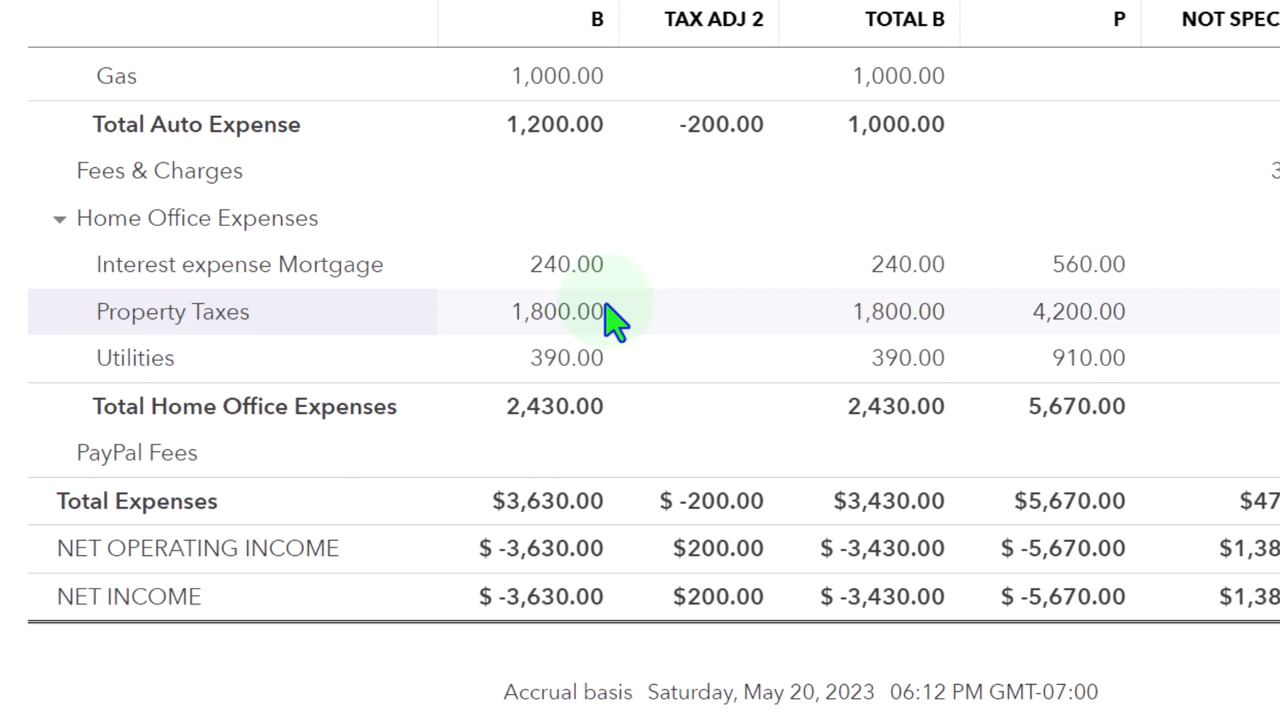 B TAX ADJ 2 TOTAL B P NOT SPEC
Gas 1,000.00 1,000.00
Total Auto Expense 1,200.00 -200.00 1,000.00
Fees & Charges 3
Home Office Expenses
Interest expense Mortgage 240.00 240.00 560.00
Property Taxes 1,800.00 1,800.00 4,200.00
Utilities 390.00 390.00 910.00
Total Home Office Expenses 2,430.00 2,430.00 5,670.00
PayPal Fees
Total Expenses $3,630.00 $ -200.00 $3,430.00 $5,670.00 $47
NET OPERATING INCOME $ -3,630.00 $200.00 $ -3,430.00 $ -5,670.00 $1,38
NET INCOME $ -3,630.00 $200.00 $ -3,430.00 $ -5,670.00 $1,38
Accrual basis Saturday, May 20, 2023 06:12 PM GMT-07:00